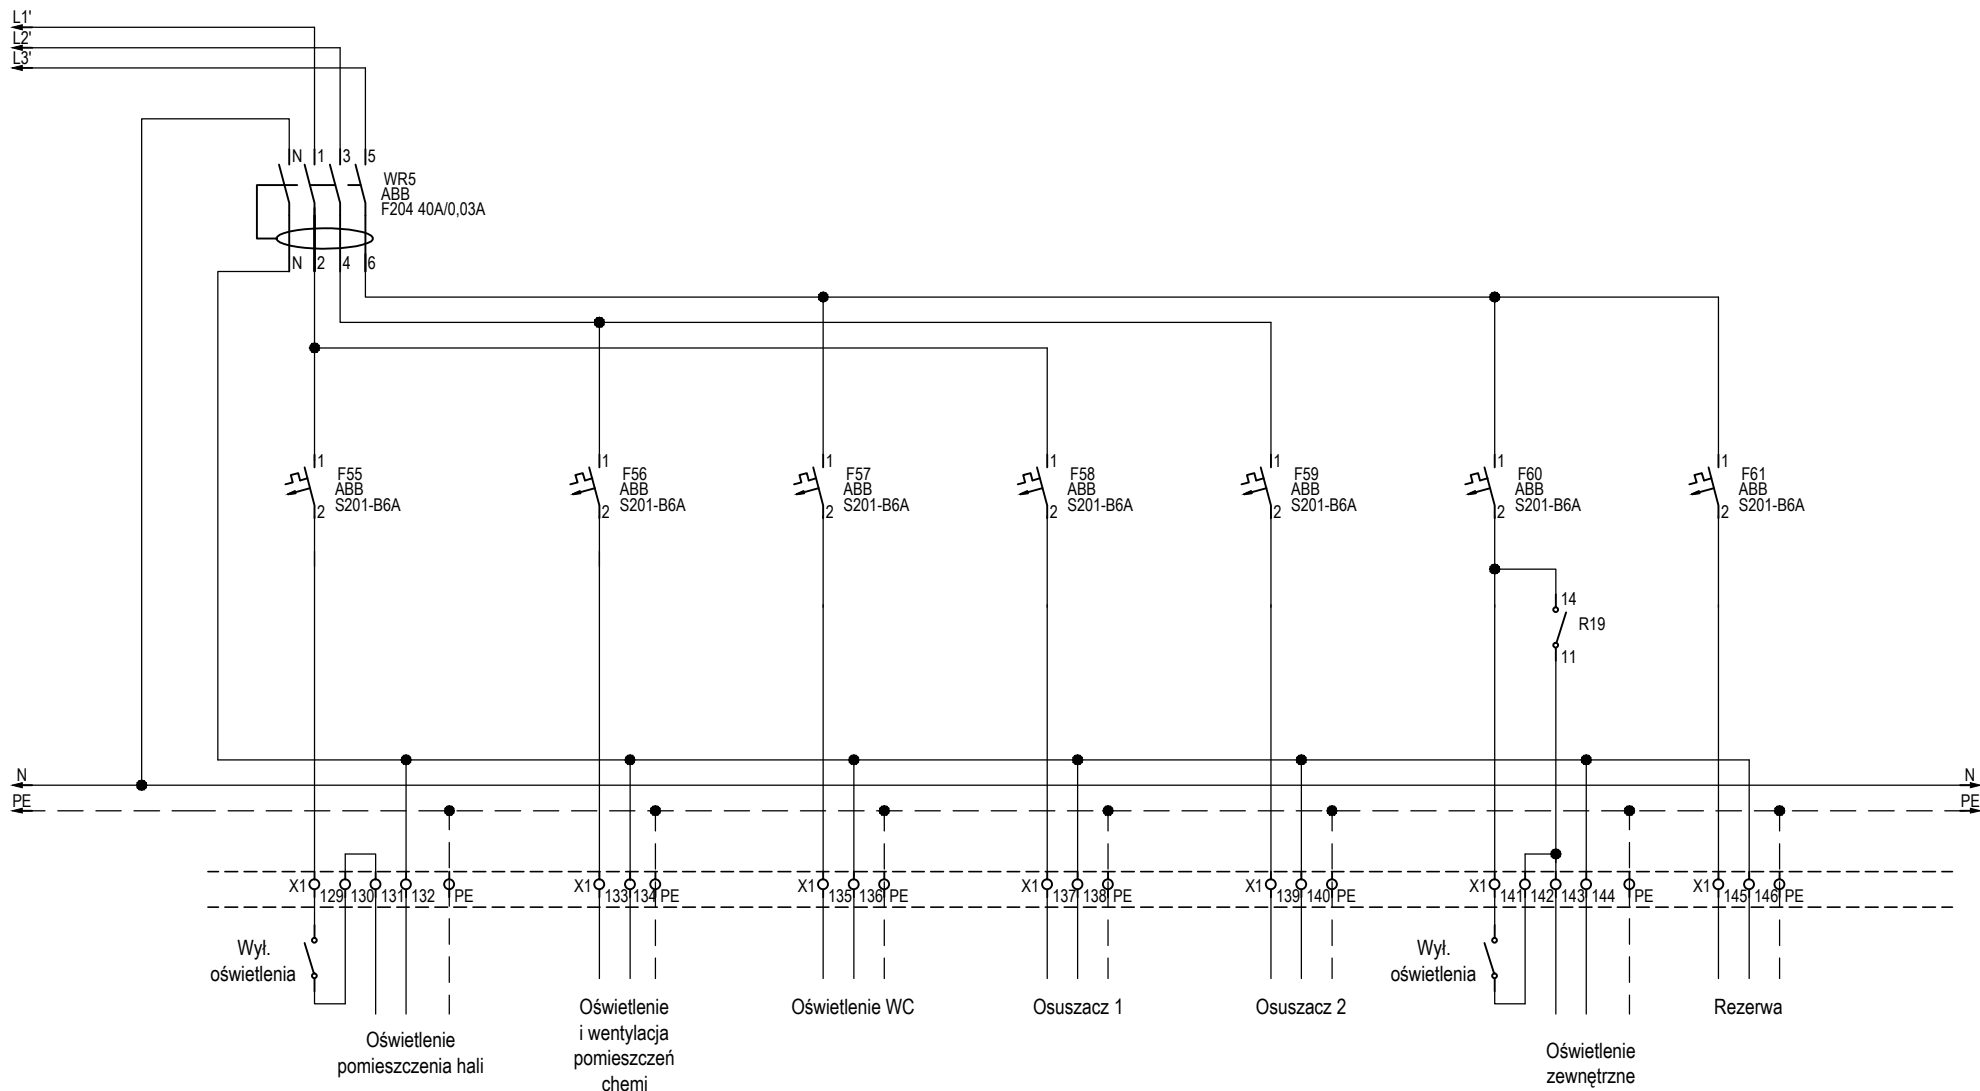 L1'
L2'
L3'
N 1 3 5
WR5
ABB
F204 40A/0,03A
N 2 4 6
1
F55
ABB
S201-B6A
2
1
F56
ABB
S201-B6A
2
1
F57
ABB
S201-B6A
2
1
F58
ABB
S201-B6A
2
1
F59
ABB
S201-B6A
2
1
F60
ABB
S201-B6A
2
1
F61
ABB
S201-B6A
2
14
R19
11
N N
PE PE
X1 129 130 131 132 PE
X1 133 134 PE
X1 135 136 PE
X1 137 138 PE
X1 139 140 PE
X1 141 142 143 144 PE
X1 145 146 PE
Wył.
oświetlenia
Oświetlenie
pomieszczenia hali
Oświetlenie
i wentylacja
pomieszczeń
chemi
Oświetlenie WC
Osuszacz 1
Osuszacz 2
Wył.
oświetlenia
Oświetlenie
zewnętrzne
Rezerwa